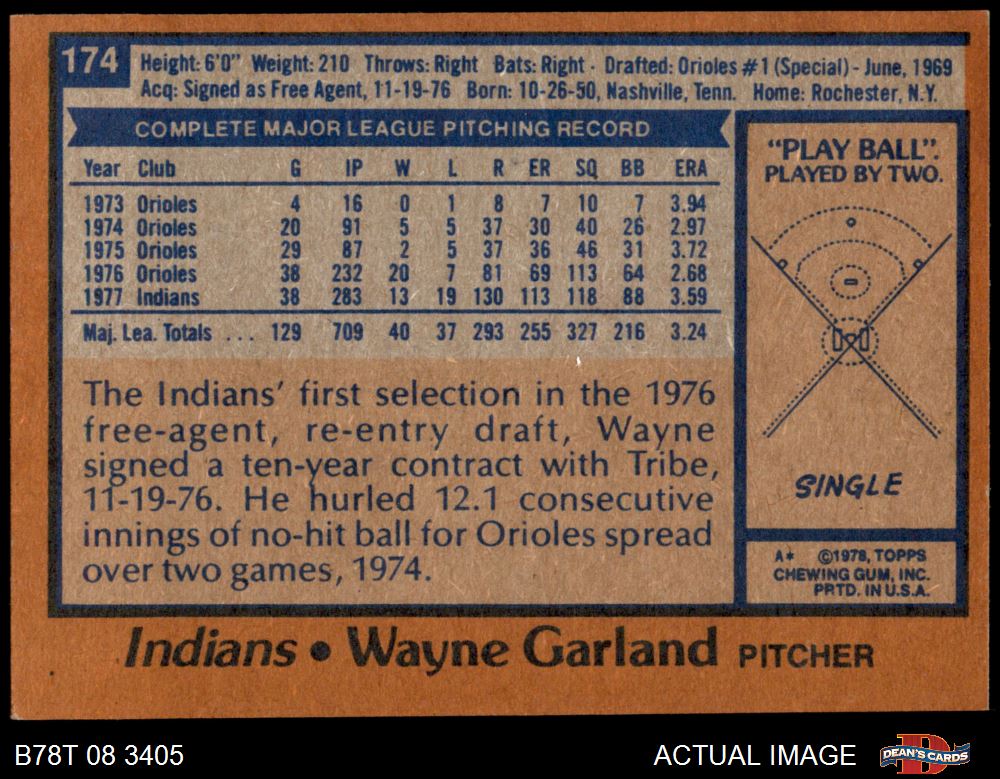 174
Height: 6'0" Weight: 210 Throws: Right Bats: Right · Drafted: Orioles #1 (Special) - June, 1969
Acq: Signed as Free Agent, 11-19-76 Born: 10-26-50, Nashville, Tenn. Home: Rochester, N.Y.
COMPLETE MAJOR LEAGUE PITCHING RECORD
Year Club G IP W L R ER SO BB ERA
1973 Orioles 4 16 0 1 8 7 10 7 3.94
1974 Orioles 20 91 5 5 37 30 40 26 2.97
1975 Orioles 29 87 2 5 37 36 46 31 3.72
1976 Orioles 38 232 20 7 81 69 113 64 2.68
1977 Indians 38 283 13 19 130 113 118 88 3.59
Maj. Lea. Totals ... 129 709 40 37 293 255 327 216 3.24
The Indians' first selection in the 1976
free-agent, re-entry draft, Wayne
signed a ten-year contract with Tribe,
11-19-76. He hurled 12.1 consecutive
innings of no-hit ball for Orioles spread
over two games, 1974.
"PLAY BALL".
PLAYED BY TWO.
SINGLE
A* ©1978, TOPPS
CHEWING GUM, INC.
PRTD. IN U.S.A.
Indians • Wayne Garland PITCHER
B78T 08 3405
ACTUAL IMAGE
DEAN'S CARDS